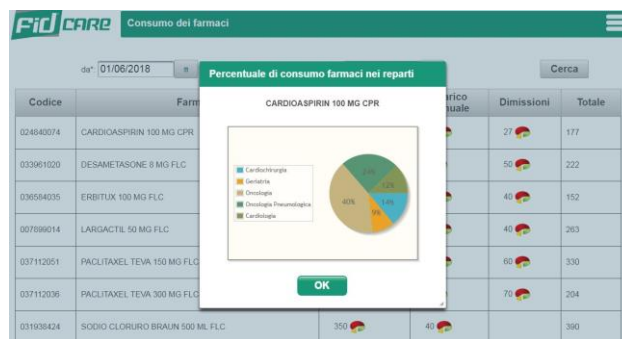 Fid CARE
Consumo dei farmaci
da*: 01/06/2018
Cerca
Percentuale di consumo farmaci nei reparti
CARDIOASPIRIN 100 MG CPR
Cardiochirurgia
Geriatria
Oncologia
Oncologia Pneumologica
Cardiologia
24%
12%
14%
9%
40%
OK
Codice Dimissioni Totale
024840074 CARDIOASPIRIN 100 MG CPR 27 177
033961020 DESAMETASONE 8 MG FLC 50 222
036584035 ERBITUX 100 MG FLC 40 152
007899014 LARGACTIL 50 MG FLC 40 263
037112051 PACLITAXEL TEVA 150 MG FLC 60 330
037112036 PACLITAXEL TEVA 300 MG FLC 70 204
031938424 SODIO CLORURO BRAUN 500 ML FLC 350 40 390